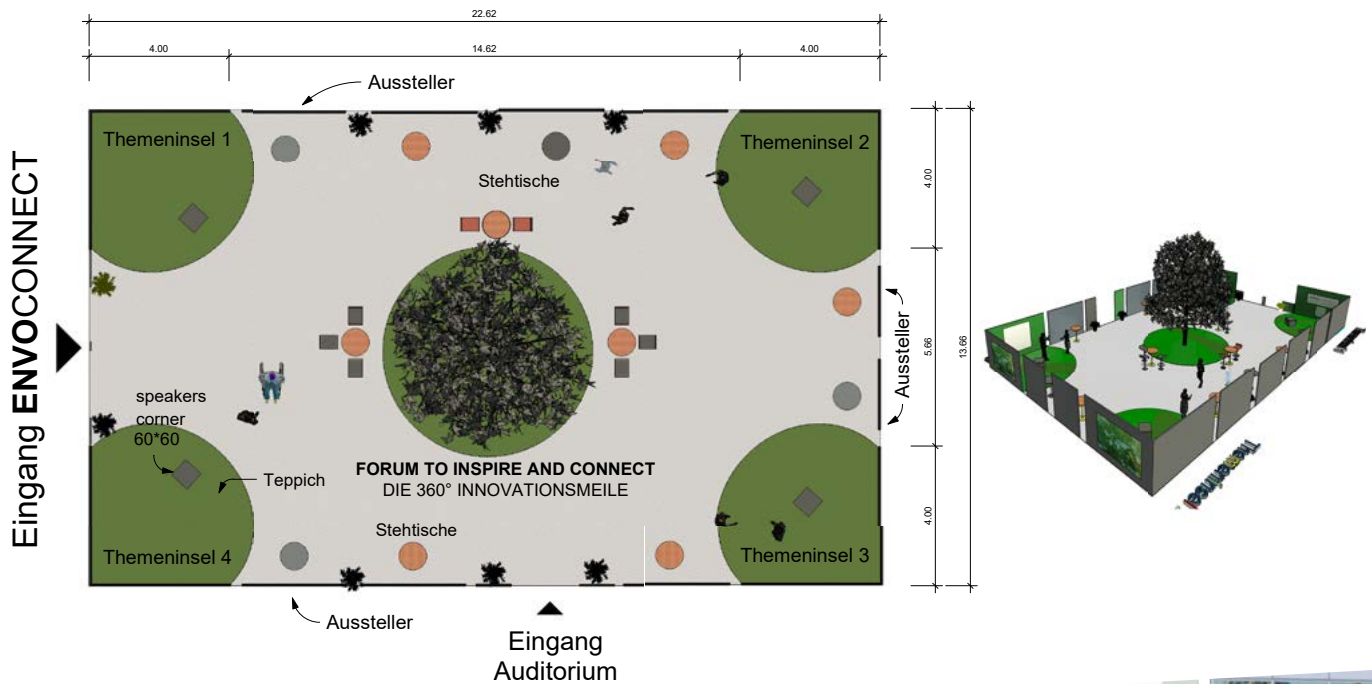 22.62
4.00
14.62
4.00
Aussteller
Themeninsel 1
Themeninsel 2
Stehtische
4.00
5.66
13.66
4.00
Aussteller
Eingang ENVOCONNECT
speakers
corner
60*60
Teppich
FORUM TO INSPIRE AND CONNECT
DIE 360° INNOVATIONSMEILE
Stehtische
Themeninsel 4
Themeninsel 3
Aussteller
Eingang
Auditorium